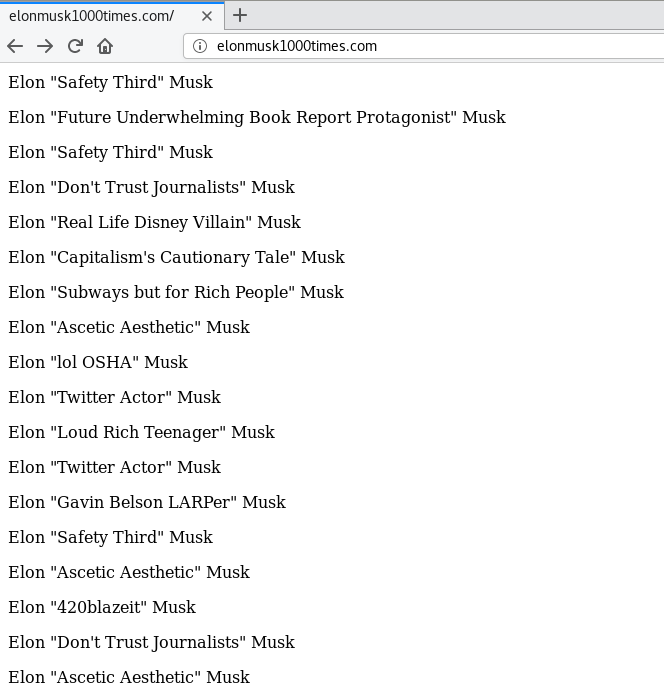 elonmusk1000times.com/
elonmusk1000times.com
Elon "Safety Third" Musk
Elon "Future Underwhelming Book Report Protagonist" Musk
Elon "Safety Third" Musk
Elon "Don't Trust Journalists" Musk
Elon "Real Life Disney Villain" Musk
Elon "Capitalism's Cautionary Tale" Musk
Elon "Subways but for Rich People" Musk
Elon "Ascetic Aesthetic" Musk
Elon "lol OSHA" Musk
Elon "Twitter Actor" Musk
Elon "Loud Rich Teenager" Musk
Elon "Twitter Actor" Musk
Elon "Gavin Belson LARPer" Musk
Elon "Safety Third" Musk
Elon "Ascetic Aesthetic" Musk
Elon "420blazeit" Musk
Elon "Don't Trust Journalists" Musk
Elon "Ascetic Aesthetic" Musk